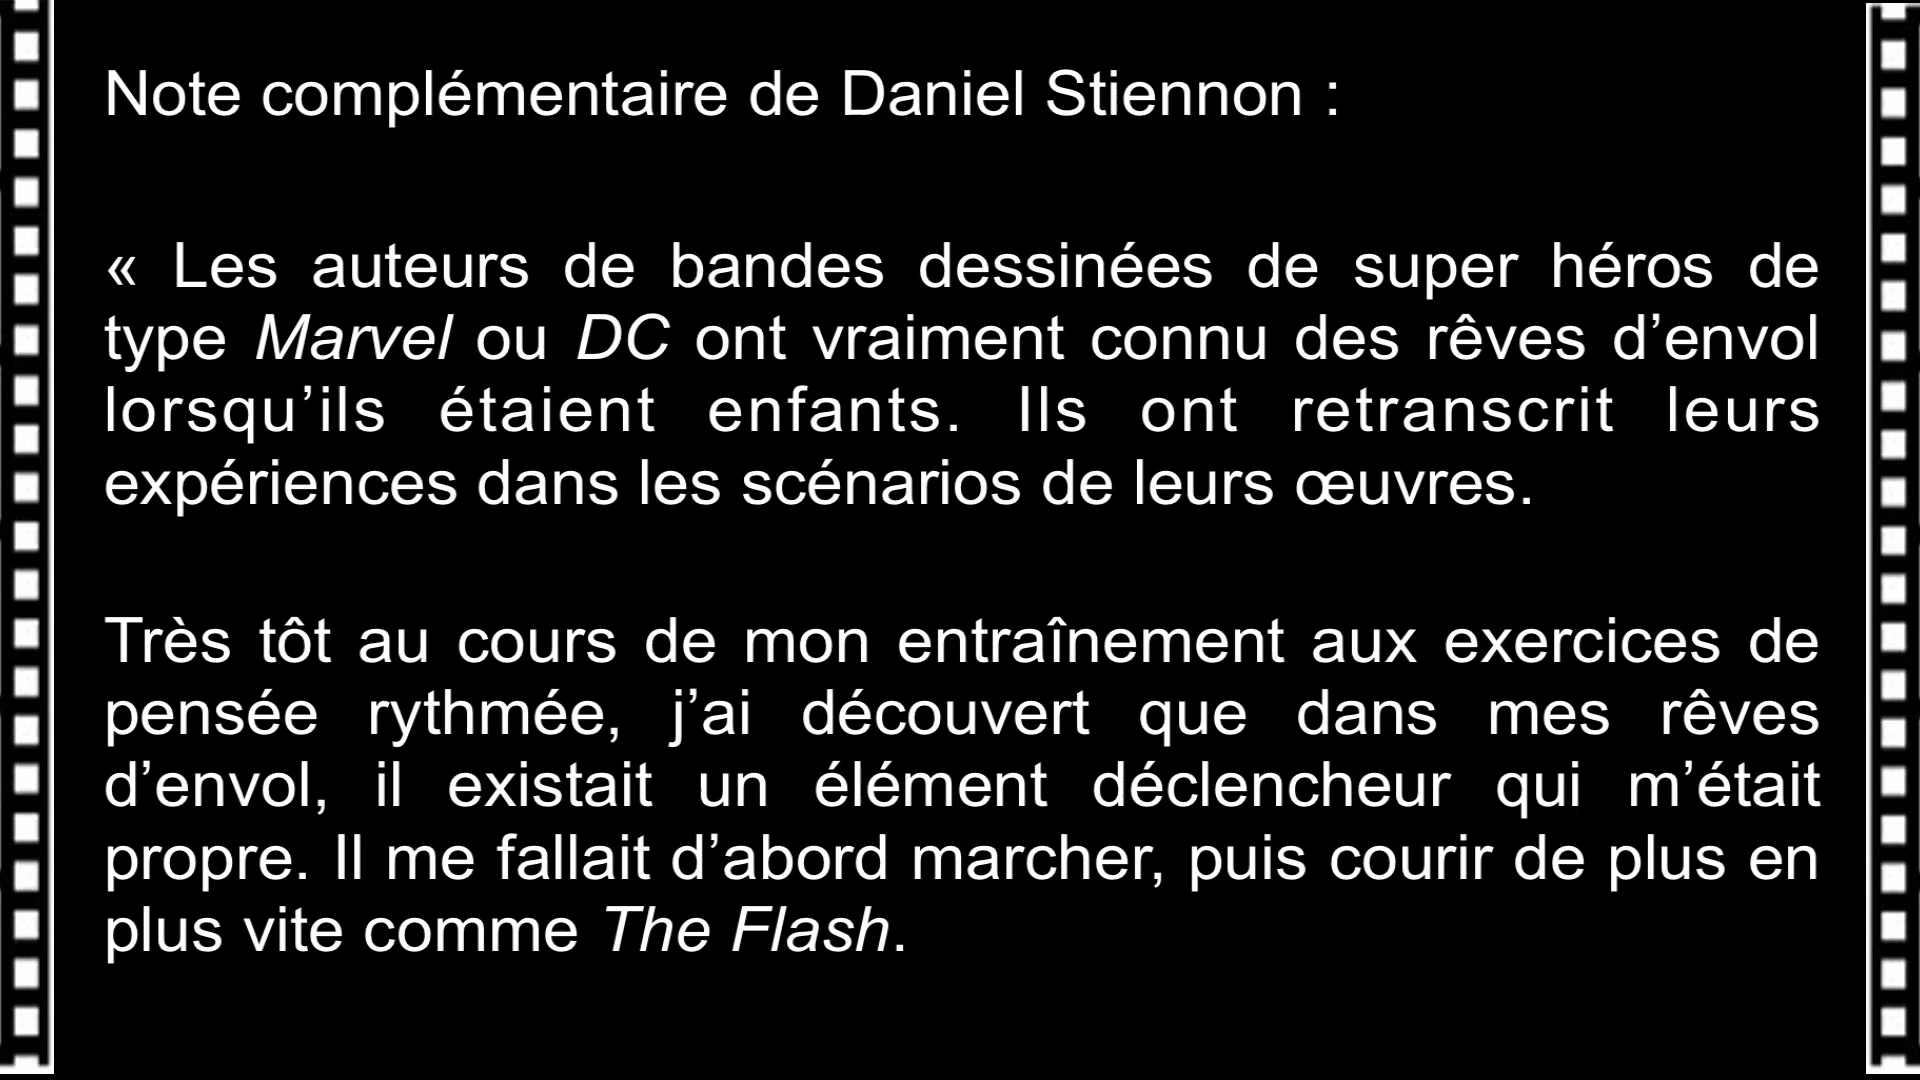 Note complémentaire de Daniel Stiennon :
« Les auteurs de bandes dessinées de super héros de
type Marvel ou DC ont vraiment connu des rêves d’envol
lorsqu’ils étaient enfants. Ils ont retranscrit leurs
expériences dans les scénarios de leurs œuvres.
Très tôt au cours de mon entraînement aux exercices de
pensée rythmée, j’ai découvert que dans mes rêves
d’envol, il existait un élément déclencheur qui m’était
propre. Il me fallait d’abord marcher, puis courir de plus en
plus vite comme The Flash.